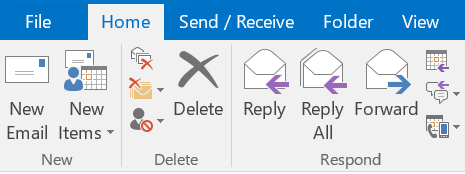 File Home Send / Receive Folder View
New Email New Items Delete Reply Reply All Forward
New Delete Respond